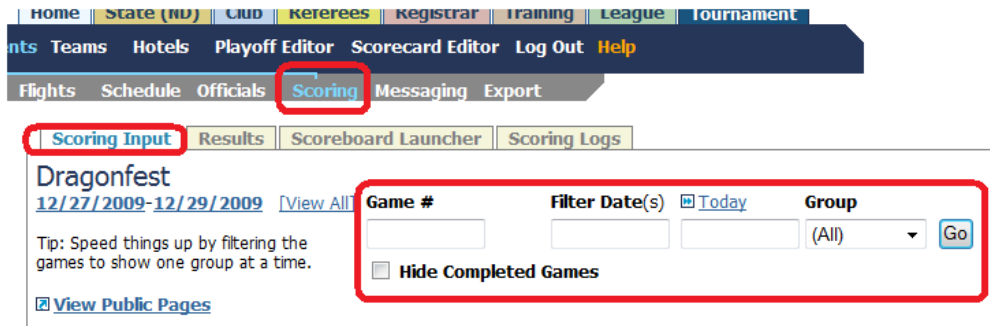 Home State (ND) Club Referees Registrar Training League Tournament
nts Teams Hotels Playoff Editor Scorecard Editor Log Out Help
Flights Schedule Officials Scoring Messaging Export
Scoring Input Results Scoreboard Launcher Scoring Logs
Dragonfest
12/27/2009-12/29/2009 [View All]
Game # Filter Date(s) Today Group
(All) Go
Tip: Speed things up by filtering the
games to show one group at a time.
Hide Completed Games
View Public Pages